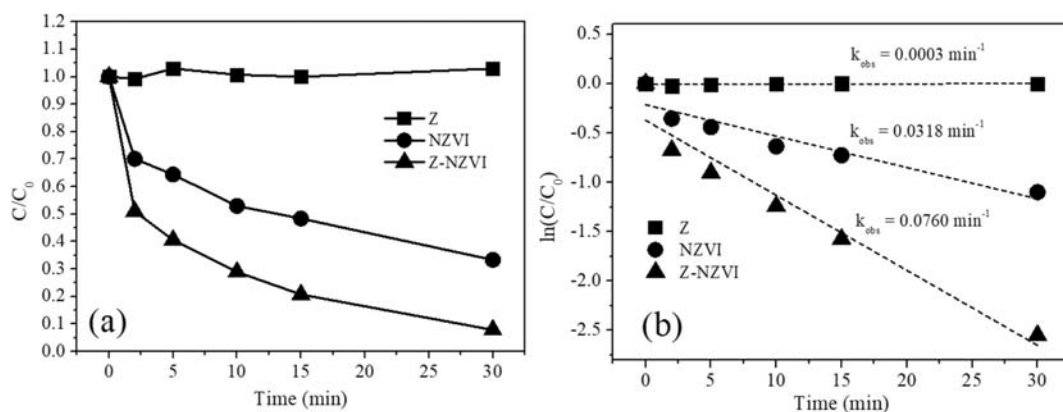 1.2
1.1
1.0
0.9
0.8
0.7
0.6
0.5
0.4
0.3
0.2
0.1
0.0
C/C₀
Z
NZVI
Z-NZVI
(a)
0 5 10 15 20 25 30
Time (min)
0.5
0.0
-0.5
-1.0
-1.5
-2.0
-2.5
ln(C/C₀)
k_obs = 0.0003 min⁻¹
k_obs = 0.0318 min⁻¹
k_obs = 0.0760 min⁻¹
Z
NZVI
Z-NZVI
(b)
0 5 10 15 20 25 30
Time (min)